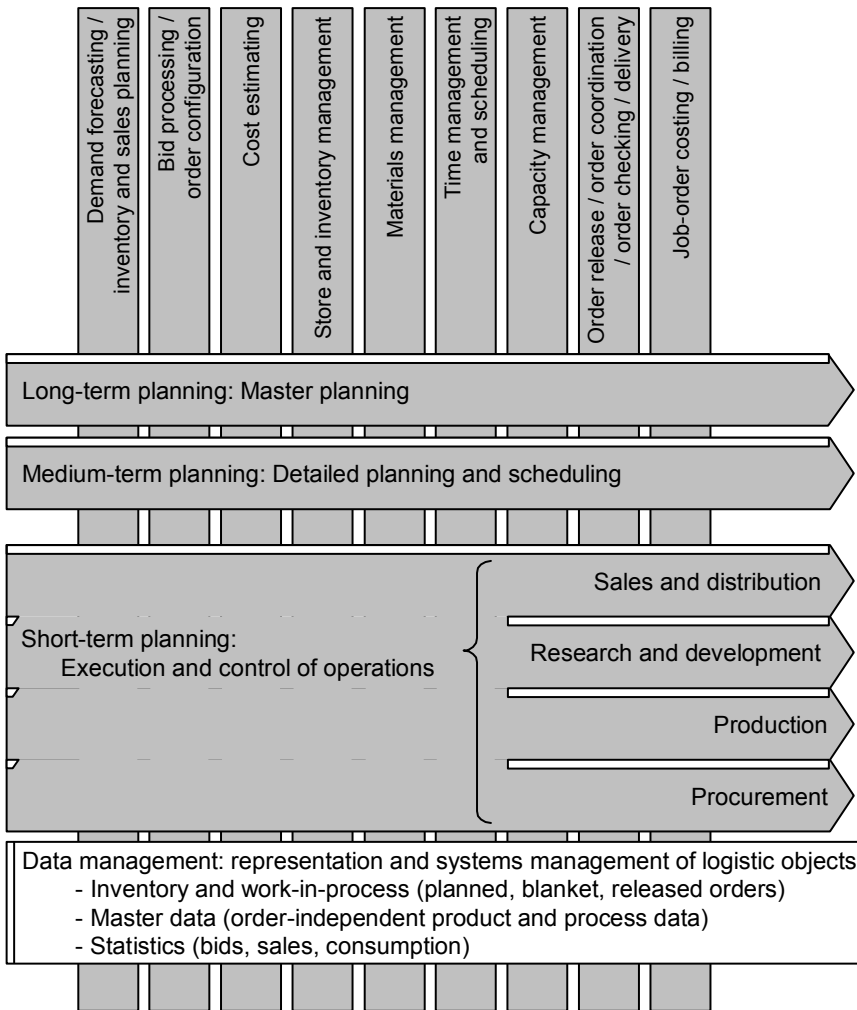 Demand forecasting /
inventory and sales planning
Bid processing /
order configuration
Cost estimating
Store and inventory management
Materials management
Time management
and scheduling
Capacity management
Order release / order coordination
/ order checking / delivery
Job-order costing / billing
Long-term planning: Master planning
Medium-term planning: Detailed planning and scheduling
Sales and distribution
Short-term planning:
Execution and control of operations
Research and development
Production
Procurement
Data management: representation and systems management of logistic objects
- Inventory and work-in-process (planned, blanket, released orders)
- Master data (order-independent product and process data)
- Statistics (bids, sales, consumption)